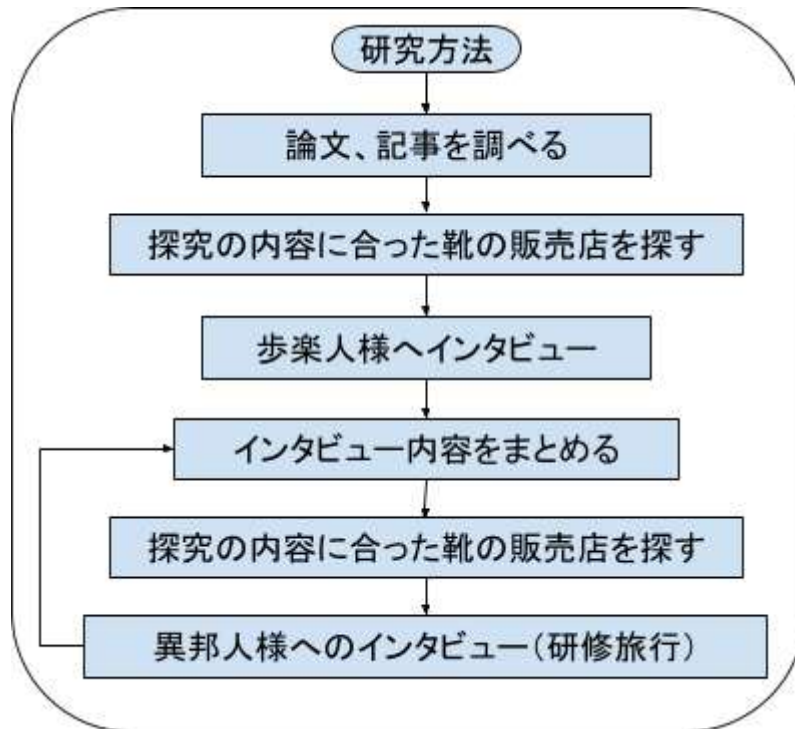 研究方法
論文、記事を調べる
探究の内容に合った靴の販売店を探す
歩楽人様へインタビュー
インタビュー内容をまとめる
探究の内容に合った靴の販売店を探す
異邦人様へのインタビュー（研修旅行）